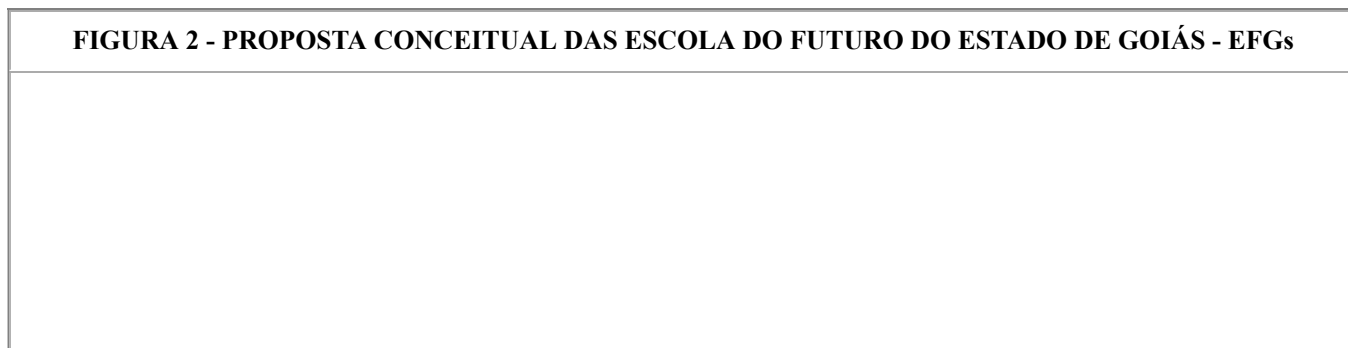 FIGURA 2 - PROPOSTA CONCEITUAL DAS ESCOLA DO FUTURO DO ESTADO DE GOIÁS - EFGs